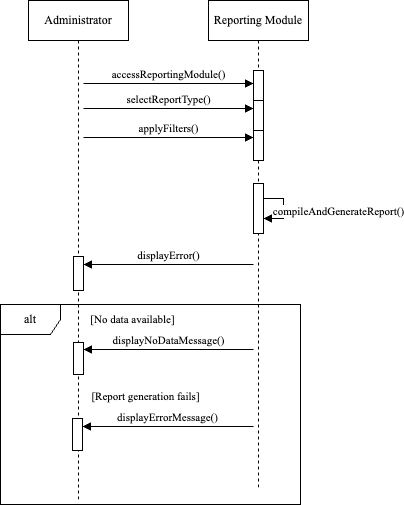 Administrator
Reporting Module
accessReportingModule()
selectReportType()
applyFilters()
compileAndGenerateReport()
displayError()
alt
[No data available]
displayNoDataMessage()
[Report generation fails]
displayErrorMessage()